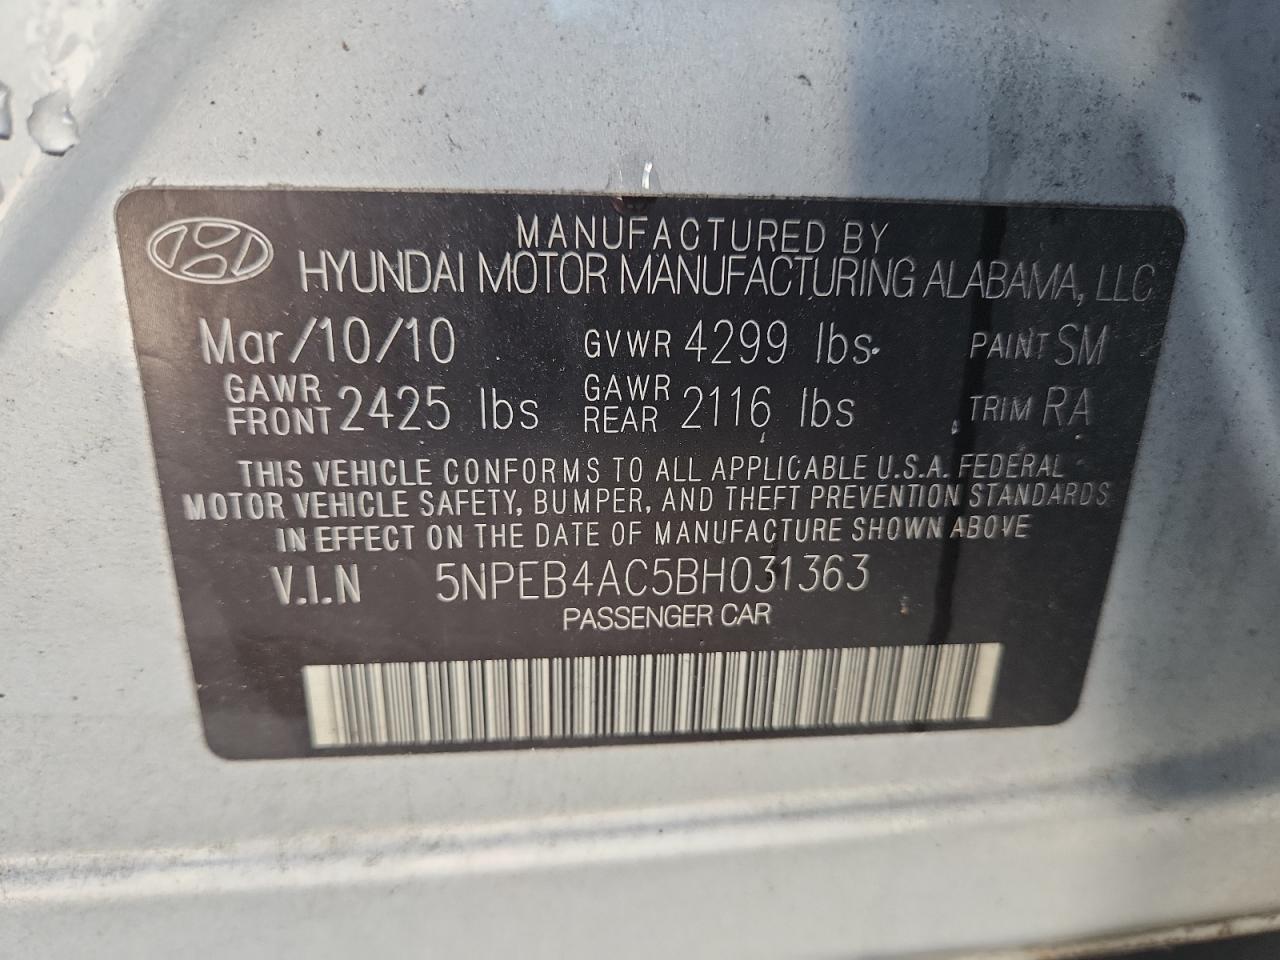 MANUFACTURED BY
HYUNDAI MOTOR MANUFACTURING ALABAMA, LLC
Mar/10/10 GVWR 4299 lbs. PAINT SM
GAWR FRONT 2425 lbs GAWR REAR 2116 lbs TRIM RA
THIS VEHICLE CONFORMS TO ALL APPLICABLE U.S.A. FEDERAL
MOTOR VEHICLE SAFETY, BUMPER, AND THEFT PREVENTION STANDARDS
IN EFFECT ON THE DATE OF MANUFACTURE SHOWN ABOVE
V.I.N 5NPEB4AC5BH031363
PASSENGER CAR